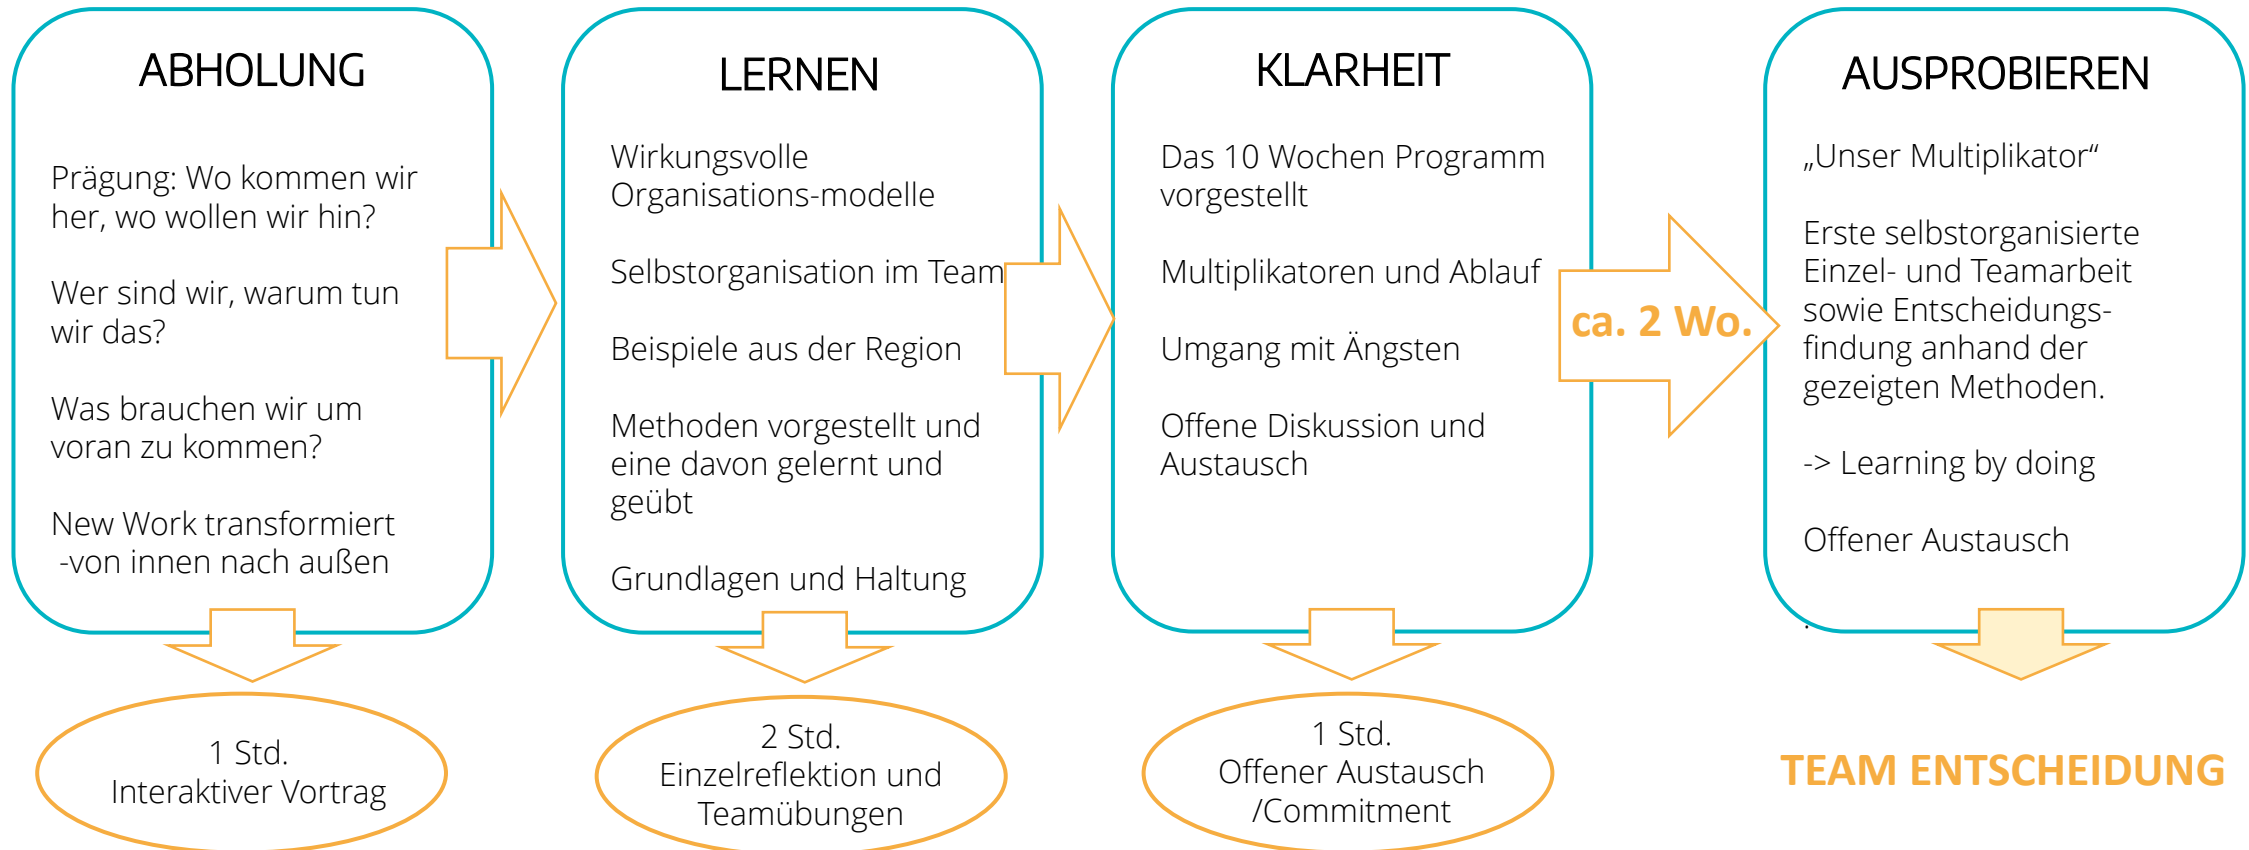 ABHOLUNG
Prägung: Wo kommen wir
her, wo wollen wir hin?
Wer sind wir, warum tun
wir das?
Was brauchen wir um
voran zu kommen?
New Work transformiert
-von innen nach außen
1 Std.
Interaktiver Vortrag
LERNEN
Wirkungsvolle
Organisations-modelle
Selbstorganisation im Team
Beispiele aus der Region
Methoden vorgestellt und
eine davon gelernt und
geübt
Grundlagen und Haltung
2 Std.
Einzelreflektion und
Teamübungen
KLARHEIT
Das 10 Wochen Programm
vorgestellt
Multiplikatoren und Ablauf
Umgang mit Ängsten
Offene Diskussion und
Austausch
1 Std.
Offener Austausch
/Commitment
ca. 2 Wo.
AUSPROBIEREN
„Unser Multiplikator“
Erste selbstorganisierte
Einzel- und Teamarbeit
sowie Entscheidungs-
findung anhand der
gezeigten Methoden.
-> Learning by doing
Offener Austausch
.
TEAM ENTSCHEIDUNG